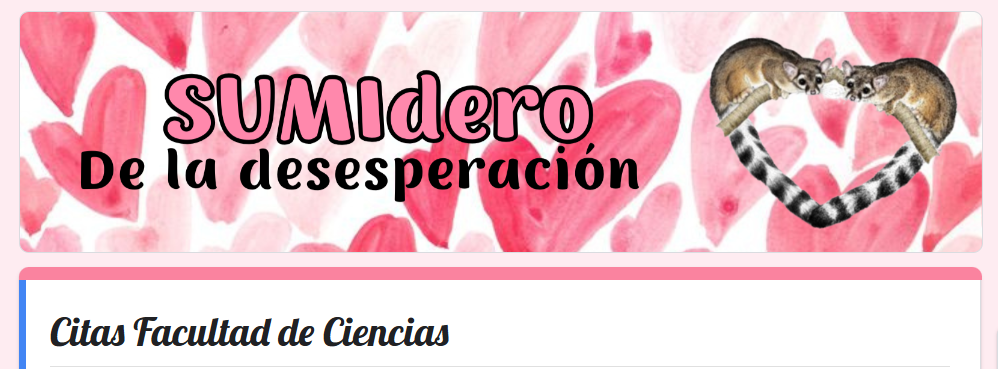 SUMIdero
De la desesperación
Citas Facultad de Ciencias